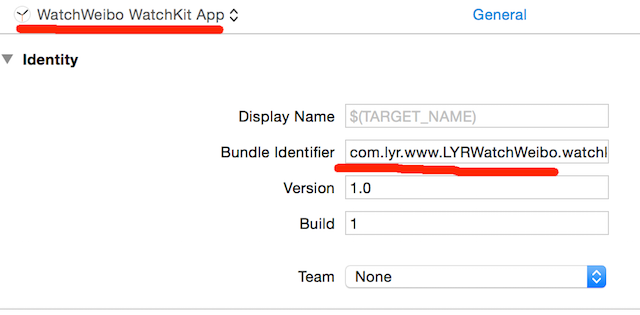 WatchWeibo WatchKit App General
Identity
Display Name $(TARGET_NAME)
Bundle Identifier com.lyr.www.LYRWatchWeibo.watchk
Version 1.0
Build 1
Team None